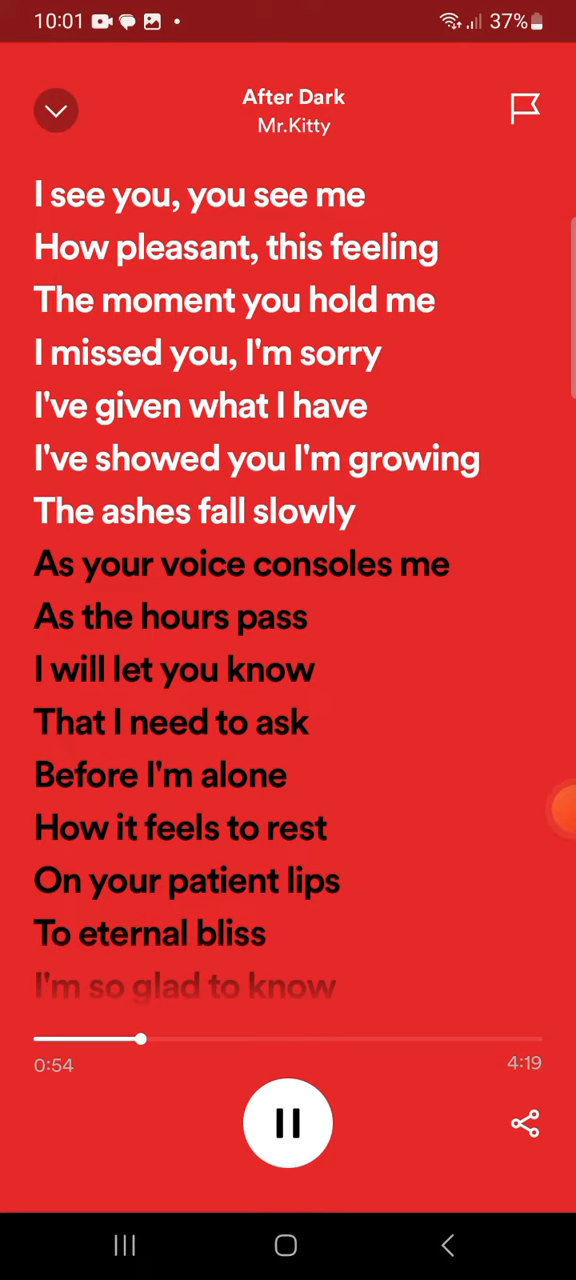 10:01
37%
After Dark
Mr.Kitty
I see you, you see me
How pleasant, this feeling
The moment you hold me
I missed you, I'm sorry
I've given what I have
I've showed you I'm growing
The ashes fall slowly
As your voice consoles me
As the hours pass
I will let you know
That I need to ask
Before I'm alone
How it feels to rest
On your patient lips
To eternal bliss
I'm so glad to know
0:54
4:19